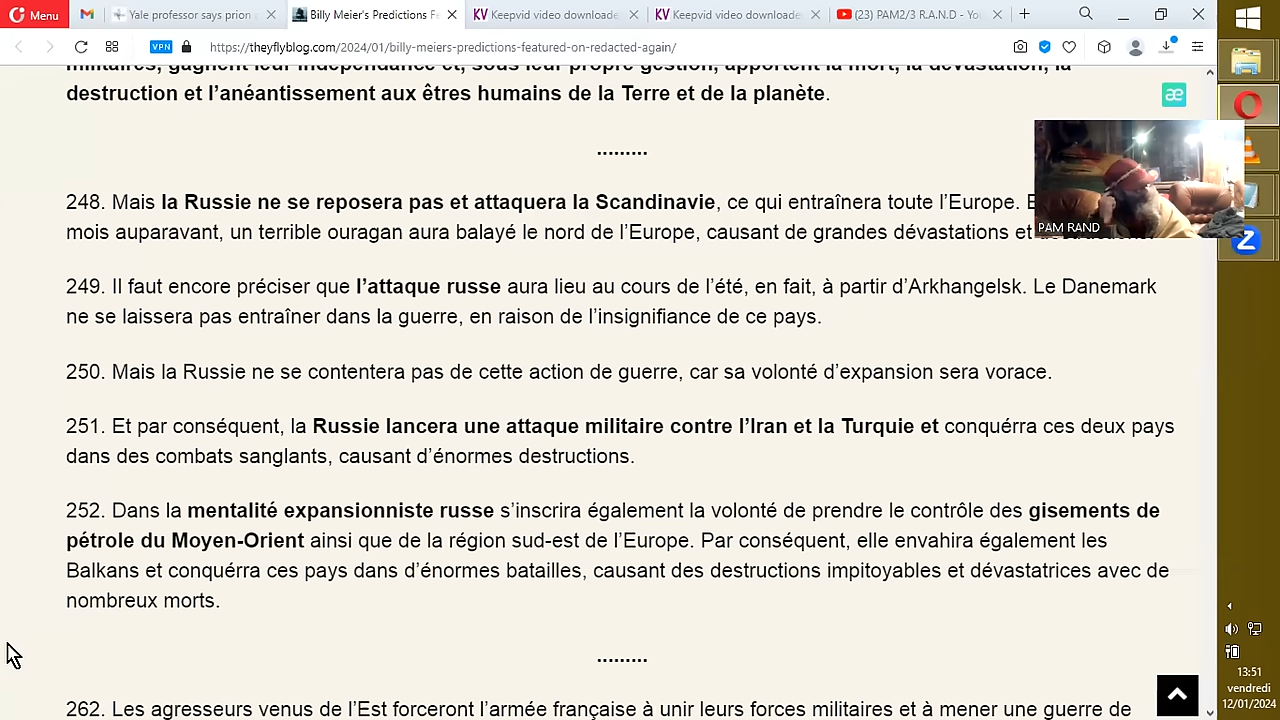 Menu
Yale professor says prion
Billy Meier's Predictions Fe
KV Keepvid video downloade
KV Keepvid video downloade
(23) PAM2/3 R.A.N.D - Yo
VPN
https://theyflyblog.com/2024/01/billy-meiers-predictions-featured-on-redacted-again/
militaires, gagnent leur indépendance et, sous leur propre gestion, apportent la mort, la dévastation, la
destruction et l'anéantissement aux êtres humains de la Terre et de la planète.
æ
.........
248. Mais la Russie ne se reposera pas et attaquera la Scandinavie, ce qui entraînera toute l'Europe.
mois auparavant, un terrible ouragan aura balayé le nord de l'Europe, causant de grandes dévastations et
PAM RAND
Z
249. Il faut encore préciser que l'attaque russe aura lieu au cours de l'été, en fait, à partir d'Arkhangelsk. Le Danemark
ne se laissera pas entraîner dans la guerre, en raison de l'insignifiance de ce pays.
250. Mais la Russie ne se contentera pas de cette action de guerre, car sa volonté d'expansion sera vorace.
251. Et par conséquent, la Russie lancera une attaque militaire contre l'Iran et la Turquie et conquérra ces deux pays
dans des combats sanglants, causant d'énormes destructions.
252. Dans la mentalité expansionniste russe s'inscrira également la volonté de prendre le contrôle des gisements de
pétrole du Moyen-Orient ainsi que de la région sud-est de l'Europe. Par conséquent, elle envahira également les
Balkans et conquérra ces pays dans d'énormes batailles, causant des destructions impitoyables et dévastatrices avec de
nombreux morts.
.........
262. Les agresseurs venus de l'Est forceront l'armée française à unir leurs forces militaires et à mener une guerre de
13:51
vendredi
12/01/2024